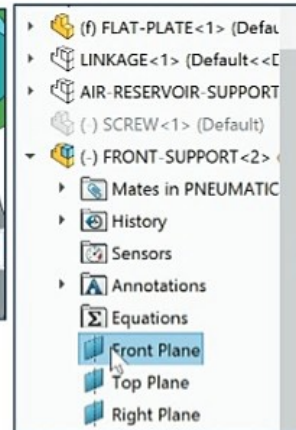 (f) FLAT-PLATE<1> (Defau
LINKAGE<1> (Default<<D
AIR-RESERVOIR-SUPPORT
(-) SCREW<1> (Default)
(-) FRONT-SUPPORT<2>
Mates in PNEUMATIC
History
Sensors
Annotations
Equations
Front Plane
Top Plane
Right Plane